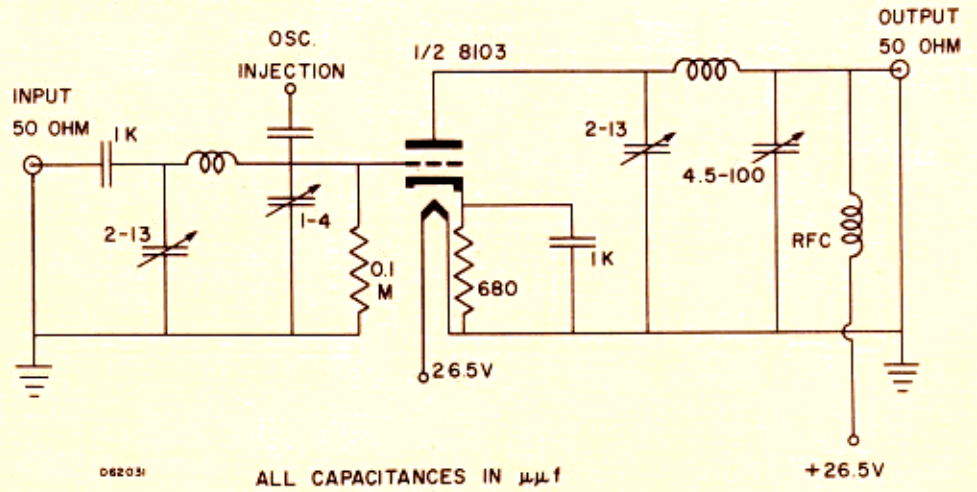 INPUT
50 OHM
1K
2-13
OSC.
INJECTION
1-4
0.1
M
1/2 8103
680
1K
26.5V
2-13
4.5-100
RFC
OUTPUT
50 OHM
+26.5V
D62031
ALL CAPACITANCES IN μμf